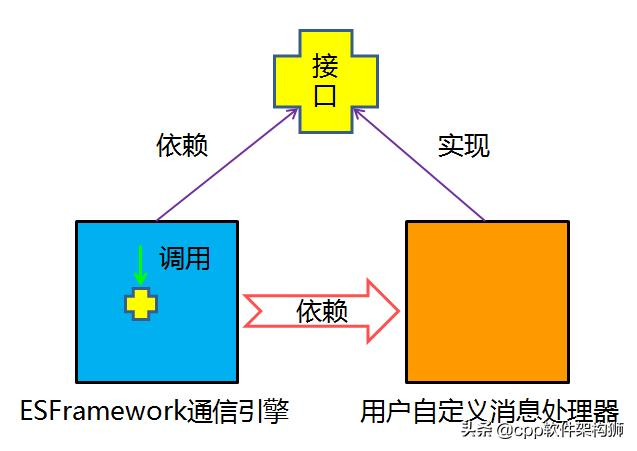 接
口
依赖
实现
调用
依赖
ESFramework通信引擎
用户自定义消息处理器
头条 @cpp软件架构狮